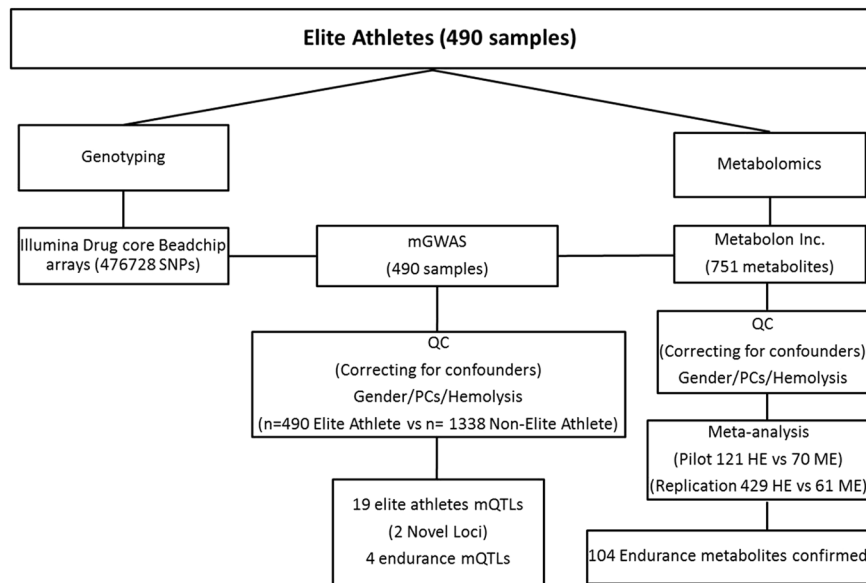 Elite Athletes (490 samples)
Genotyping
Metabolomics
Illumina Drug core Beadchip
arrays (476728 SNPs)
mGWAS
(490 samples)
Metabolon Inc.
(751 metabolites)
QC
(Correcting for confounders)
Gender/PCs/Hemolysis
(n=490 Elite Athlete vs n= 1338 Non-Elite Athlete)
QC
(Correcting for confounders)
Gender/PCs/Hemolysis
Meta-analysis
(Pilot 121 HE vs 70 ME)
(Replication 429 HE vs 61 ME)
19 elite athletes mQTLs
(2 Novel Loci)
4 endurance mQTLs
104 Endurance metabolites confirmed